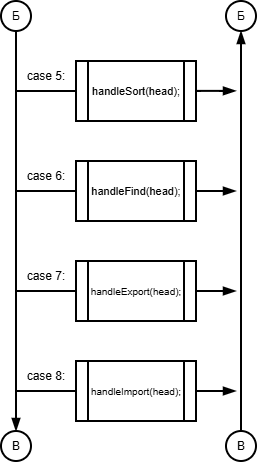 Б Б
case 5:
handleSort(head);
case 6:
handleFind(head);
case 7:
handleExport(head);
case 8:
handleImport(head);
В В